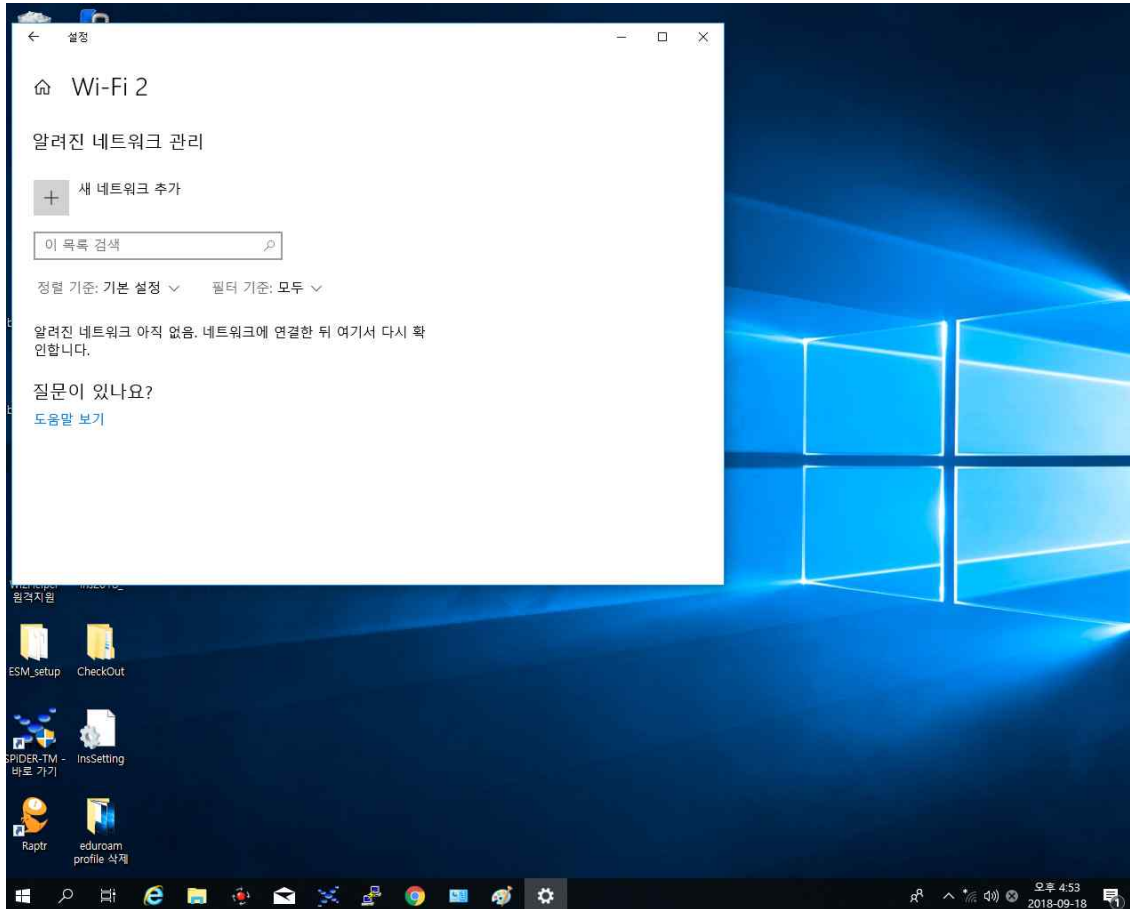 설정
Wi-Fi 2
알려진 네트워크 관리
새 네트워크 추가
이 목록 검색
정렬 기준: 기본 설정
필터 기준: 모두
알려진 네트워크 아직 없음. 네트워크에 연결한 뒤 여기서 다시 확
인합니다.
질문이 있나요?
도움말 보기
원격지원
ESM_setup
CheckOut
SPiDER-TM -
바로 가기
InsSetting
Raptr
eduroam
profile 삭제
오후 4:53
2018-09-18
1